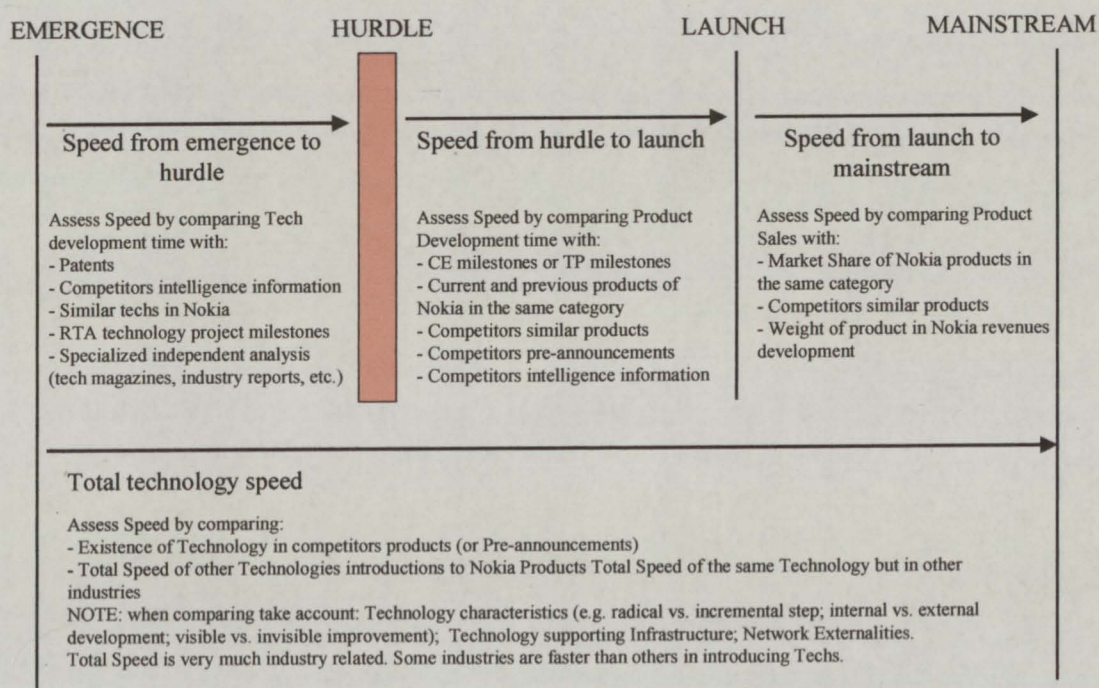 EMERGENCE HURDLE LAUNCH MAINSTREAM
Speed from emergence to
hurdle
Assess Speed by comparing Tech
development time with:
- Patents
- Competitors intelligence information
- Similar techs in Nokia
- RTA technology project milestones
- Specialized independent analysis
(tech magazines, industry reports, etc.)
Speed from hurdle to launch
Assess Speed by comparing Product
Development time with:
- CE milestones or TP milestones
- Current and previous products of
Nokia in the same category
- Competitors similar products
- Competitors pre-announcements
- Competitors intelligence information
Speed from launch to
mainstream
Assess Speed by comparing Product
Sales with:
- Market Share of Nokia products in
the same category
- Competitors similar products
- Weight of product in Nokia revenues
development
Total technology speed
Assess Speed by comparing:
- Existence of Technology in competitors products (or Pre-announcements)
- Total Speed of other Technologies introductions to Nokia Products Total Speed of the same Technology but in other
industries
NOTE: when comparing take account: Technology characteristics (e.g. radical vs. incremental step; internal vs. external
development; visible vs. invisible improvement); Technology supporting Infrastructure; Network Externalities.
Total Speed is very much industry related. Some industries are faster than others in introducing Techs.